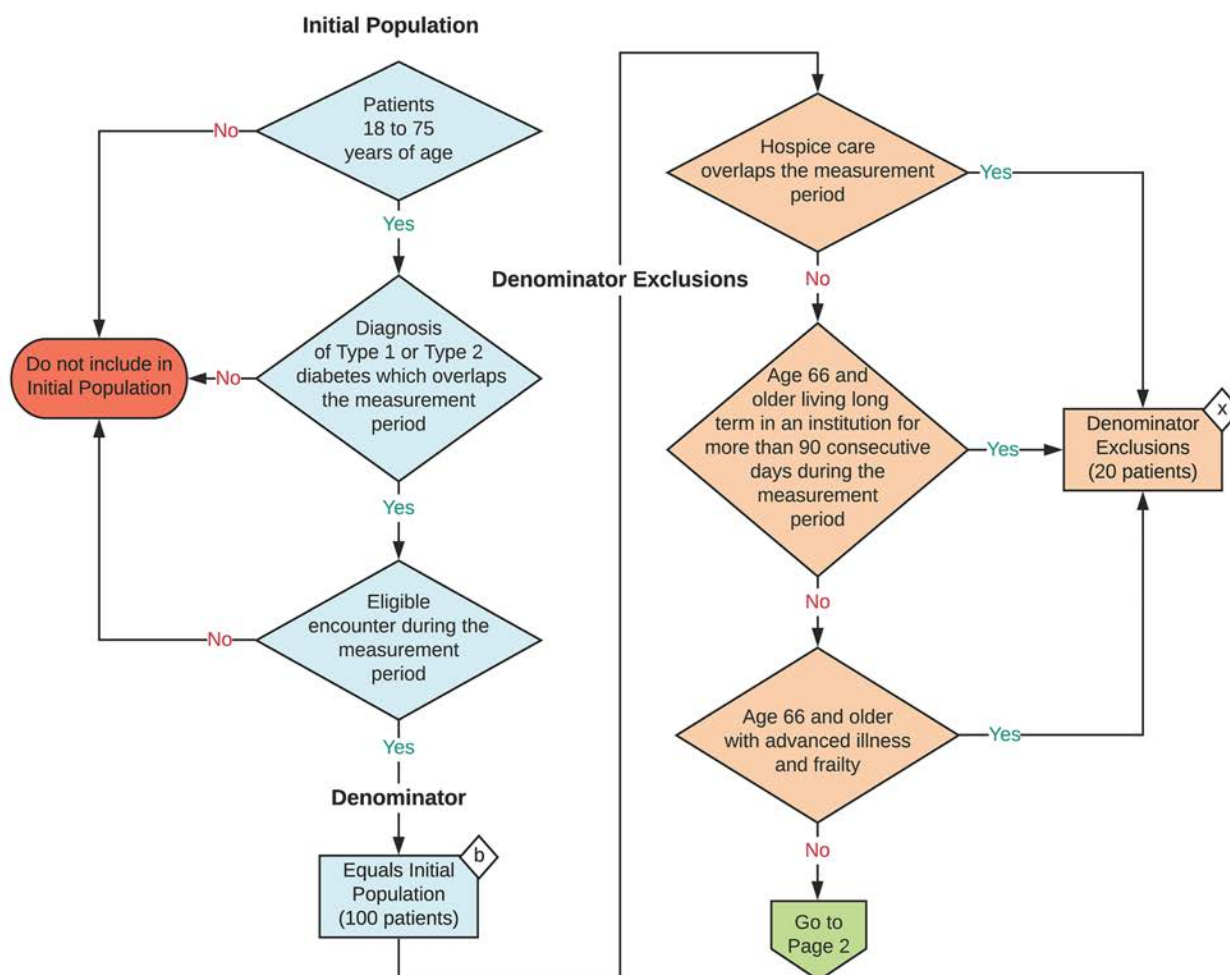 Initial Population
Patients
18 to 75
years of age
No
Yes
Diagnosis
of Type 1 or Type 2
diabetes which overlaps
the measurement
period
No
Do not include in
Initial Population
Yes
Eligible
encounter during the
measurement
period
No
Yes
Denominator
b
Equals Initial
Population
(100 patients)
Denominator Exclusions
Hospice care
overlaps the measurement
period
Yes
No
Age 66 and
older living long
term in an institution for
more than 90 consecutive
days during the
measurement
period
Yes
x
Denominator
Exclusions
(20 patients)
No
Age 66 and older
with advanced illness
and frailty
Yes
No
Go to
Page 2